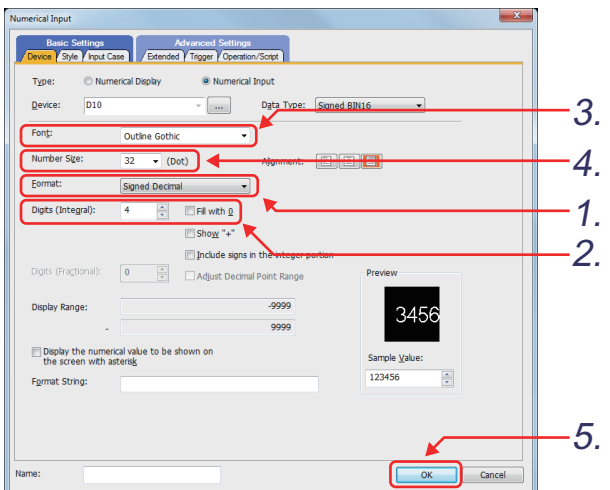 Numerical Input
Basic Settings Advanced Settings
Device Style Input Case Extended Trigger Operation/Script
Type: Numerical Display Numerical Input
Device: D10 ... Data Type: Signed BIN16
3.
Font: Outline Gothic
4.
Number Size: 32 (Dot) Alignment:
Format: Signed Decimal
1.
Digits (Integral): 4 Fill with 0
2.
Show "+"
Include signs in the integer portion
Digits (Fractional): 0 Adjust Decimal Point Range
Preview
Display Range: -9999
3456
- 9999
Display the numerical value to be shown on
the screen with asterisk
Sample Value:
Format String: 123456
5.
Name: OK Cancel